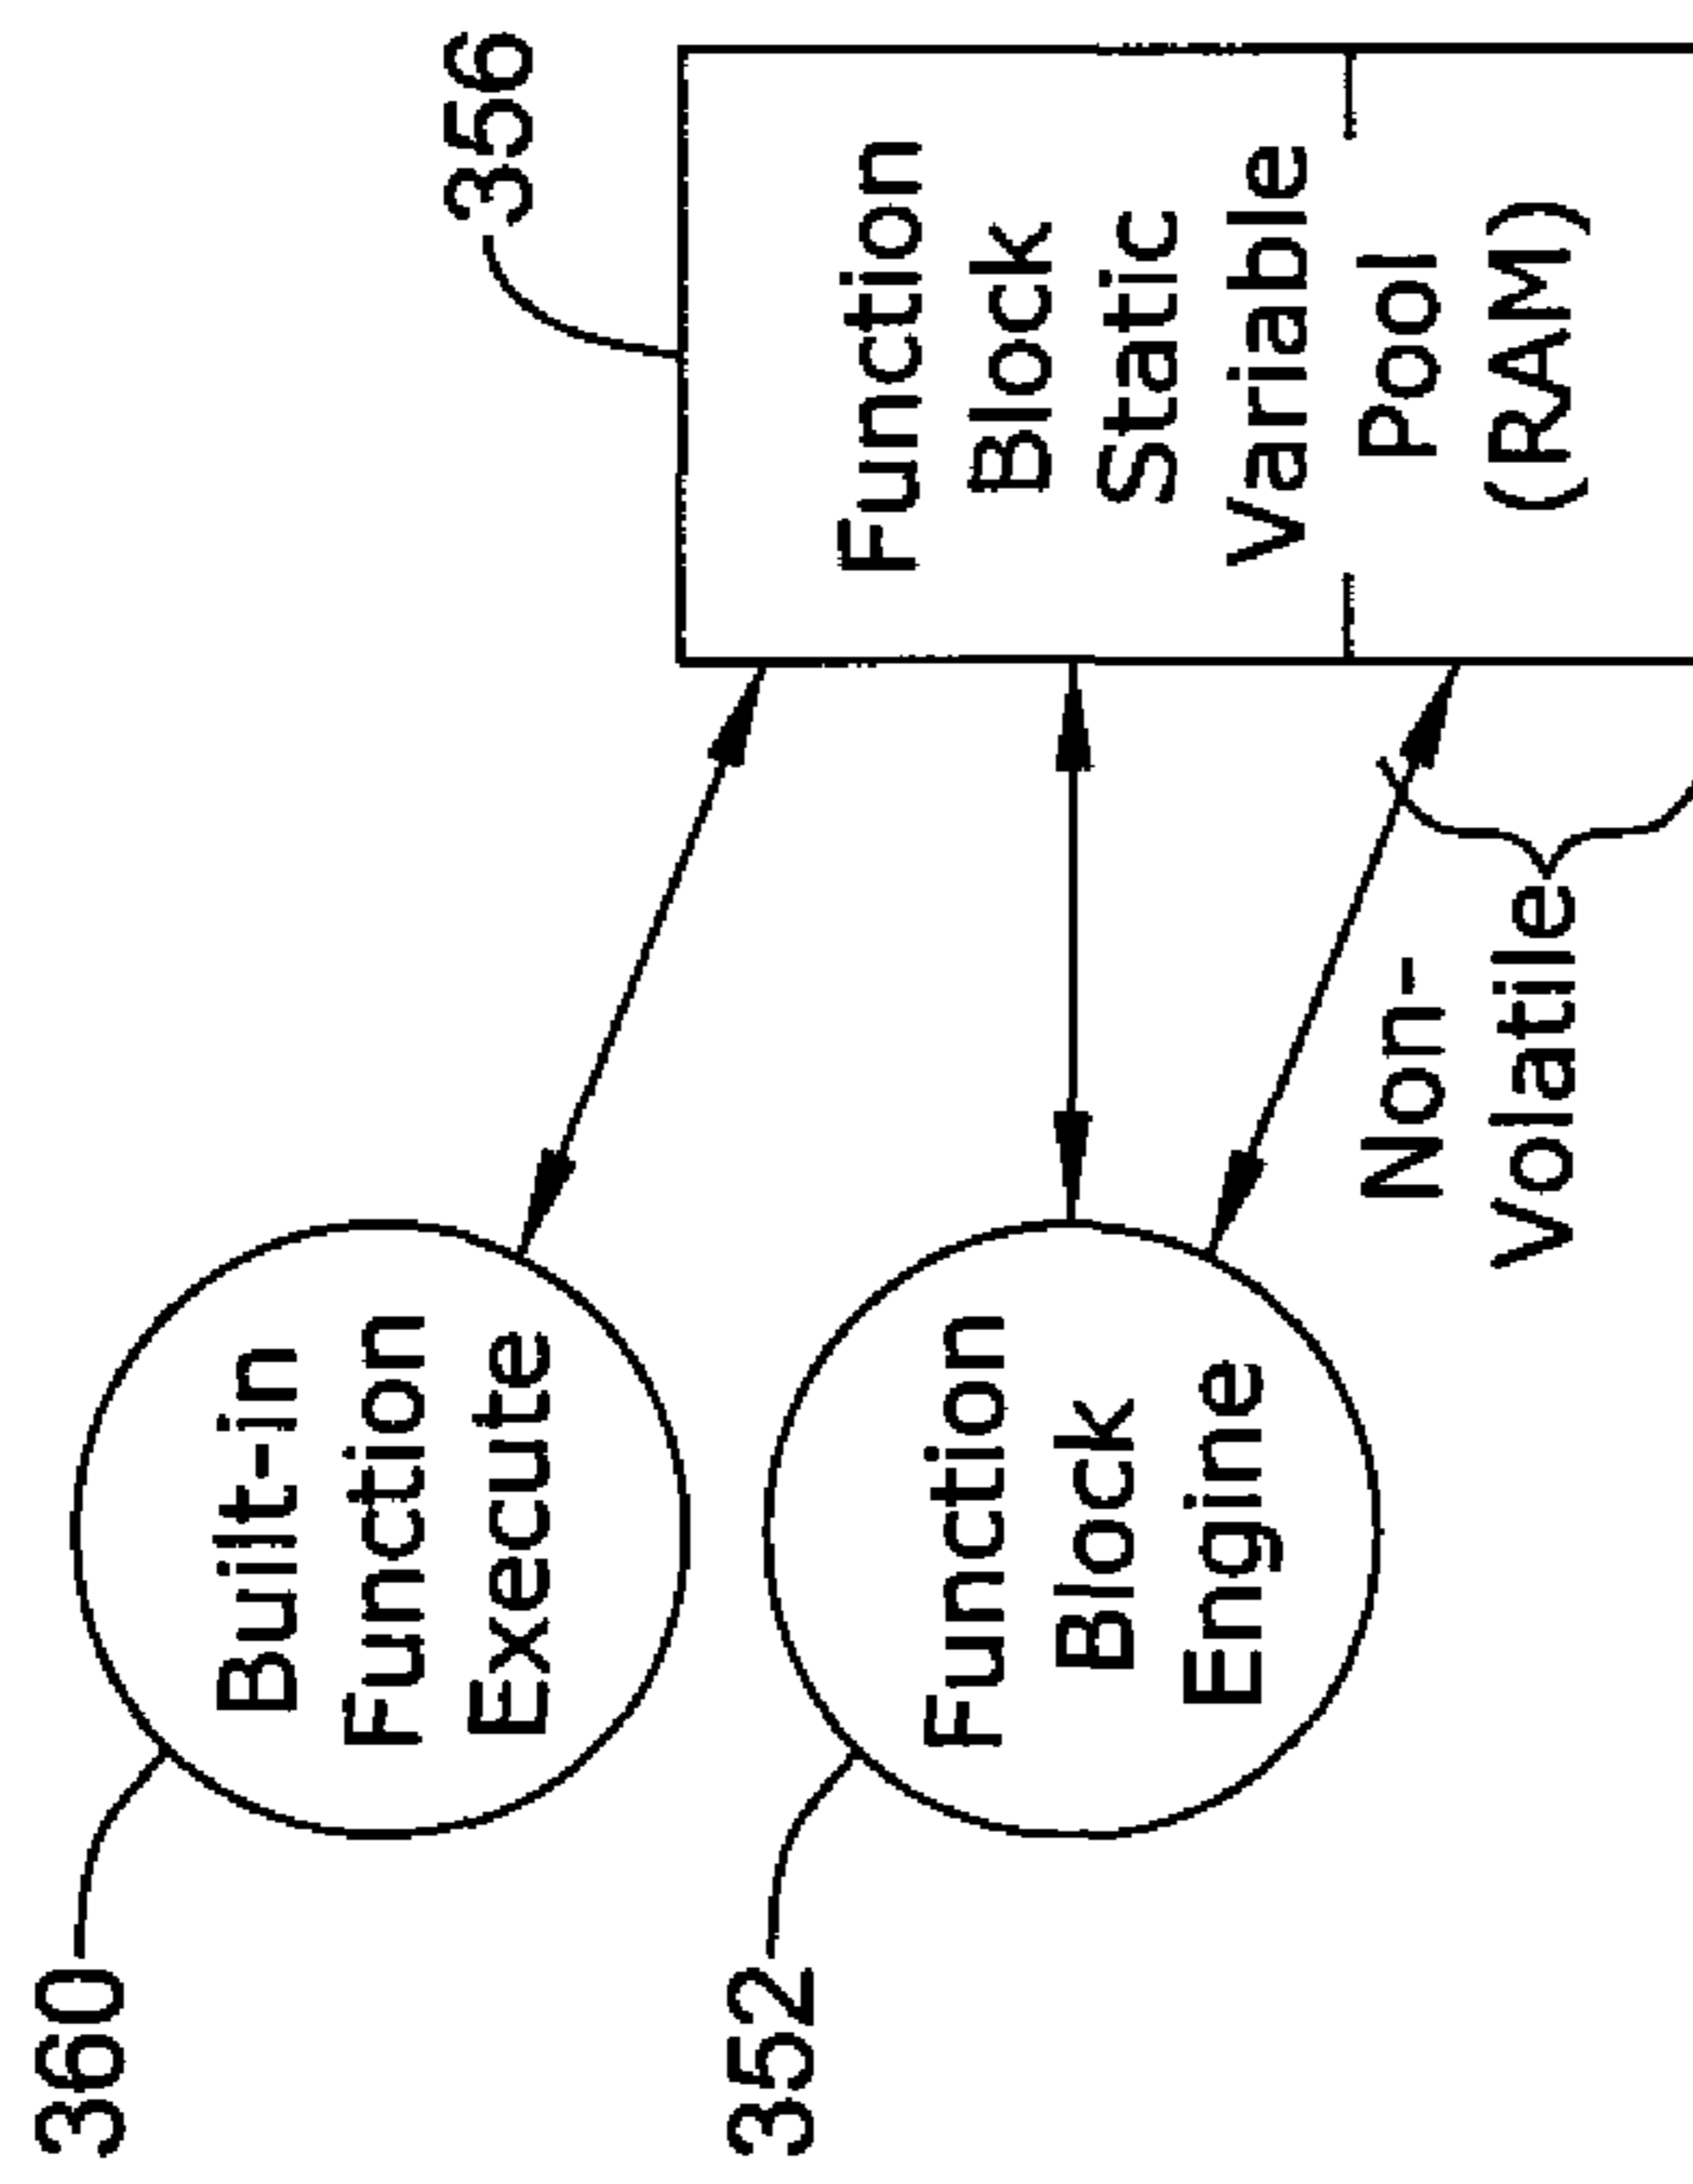 360
Built-in
Function
Execute
352
Function
Block
Engine
Non-
volatile
356
Function
Block
Static
Variable
Pool
(RAM)